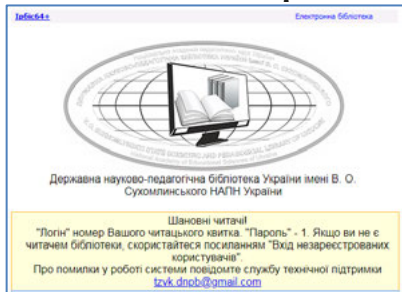 Ірбіс64+
Електронна бібліотека
Державна науково-педагогічна бібліотека України імені В. О.
Сухомлинського НАПН України
Шановні читачі!
"Логін" номер Вашого читацького квитка. "Пароль" - 1. Якщо ви не є
читачем бібліотеки, скористайтеся посиланням "Вхід незареєстрованих
користувачів".
Про помилки у роботі системи повідомте службу технічної підтримки
tzvk.dnpb@gmail.com